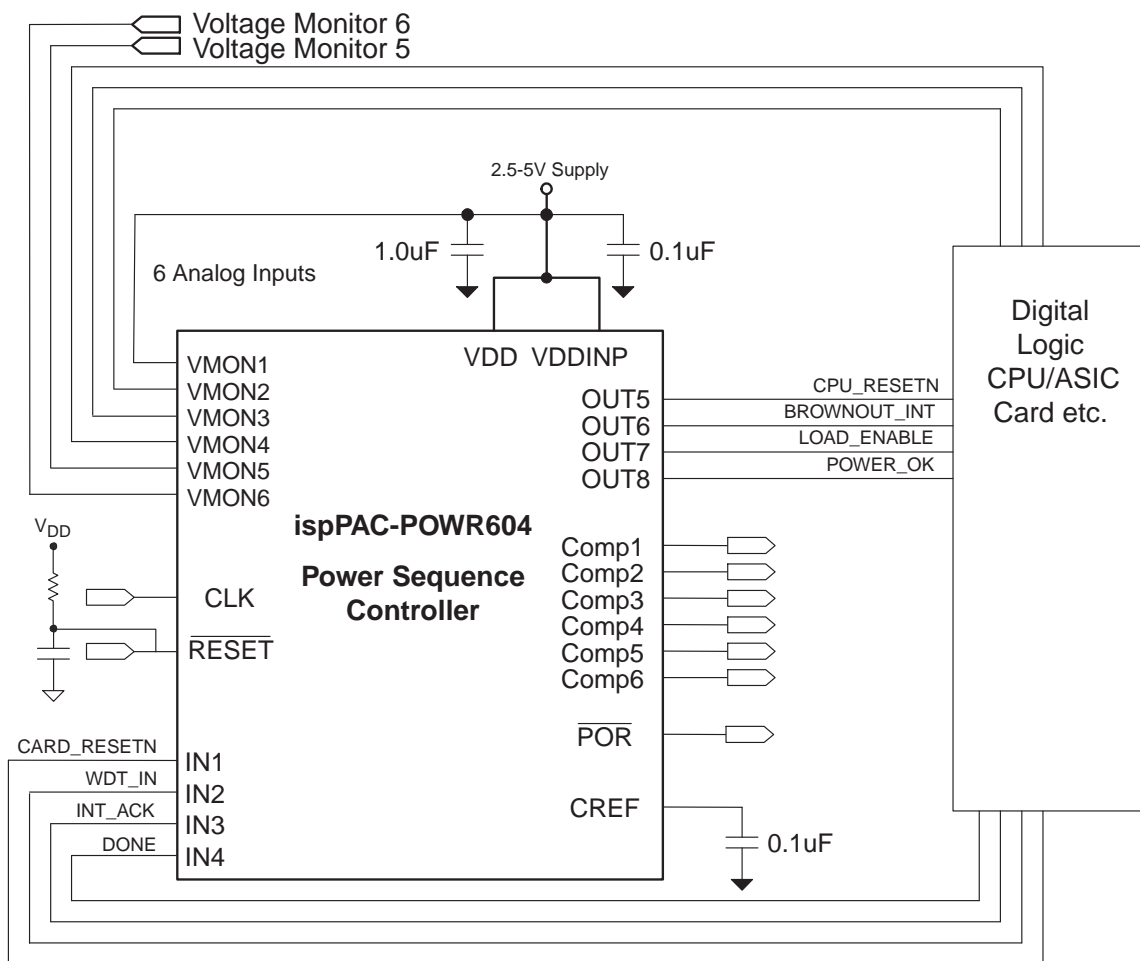 Voltage Monitor 6
Voltage Monitor 5
2.5-5V Supply
1.0uF
0.1uF
6 Analog Inputs
VDD
VDDINP
VMON1
VMON2
VMON3
VMON4
VMON5
VMON6
OUT5
OUT6
OUT7
OUT8
CPU_RESETN
BROWNOUT_INT
LOAD_ENABLE
POWER_OK
Digital
Logic
CPU/ASIC
Card etc.
ispPAC-POWR604
Power Sequence
Controller
VDD
CLK
RESET
Comp1
Comp2
Comp3
Comp4
Comp5
Comp6
POR
CREF
0.1uF
CARD_RESETN
WDT_IN
INT_ACK
DONE
IN1
IN2
IN3
IN4